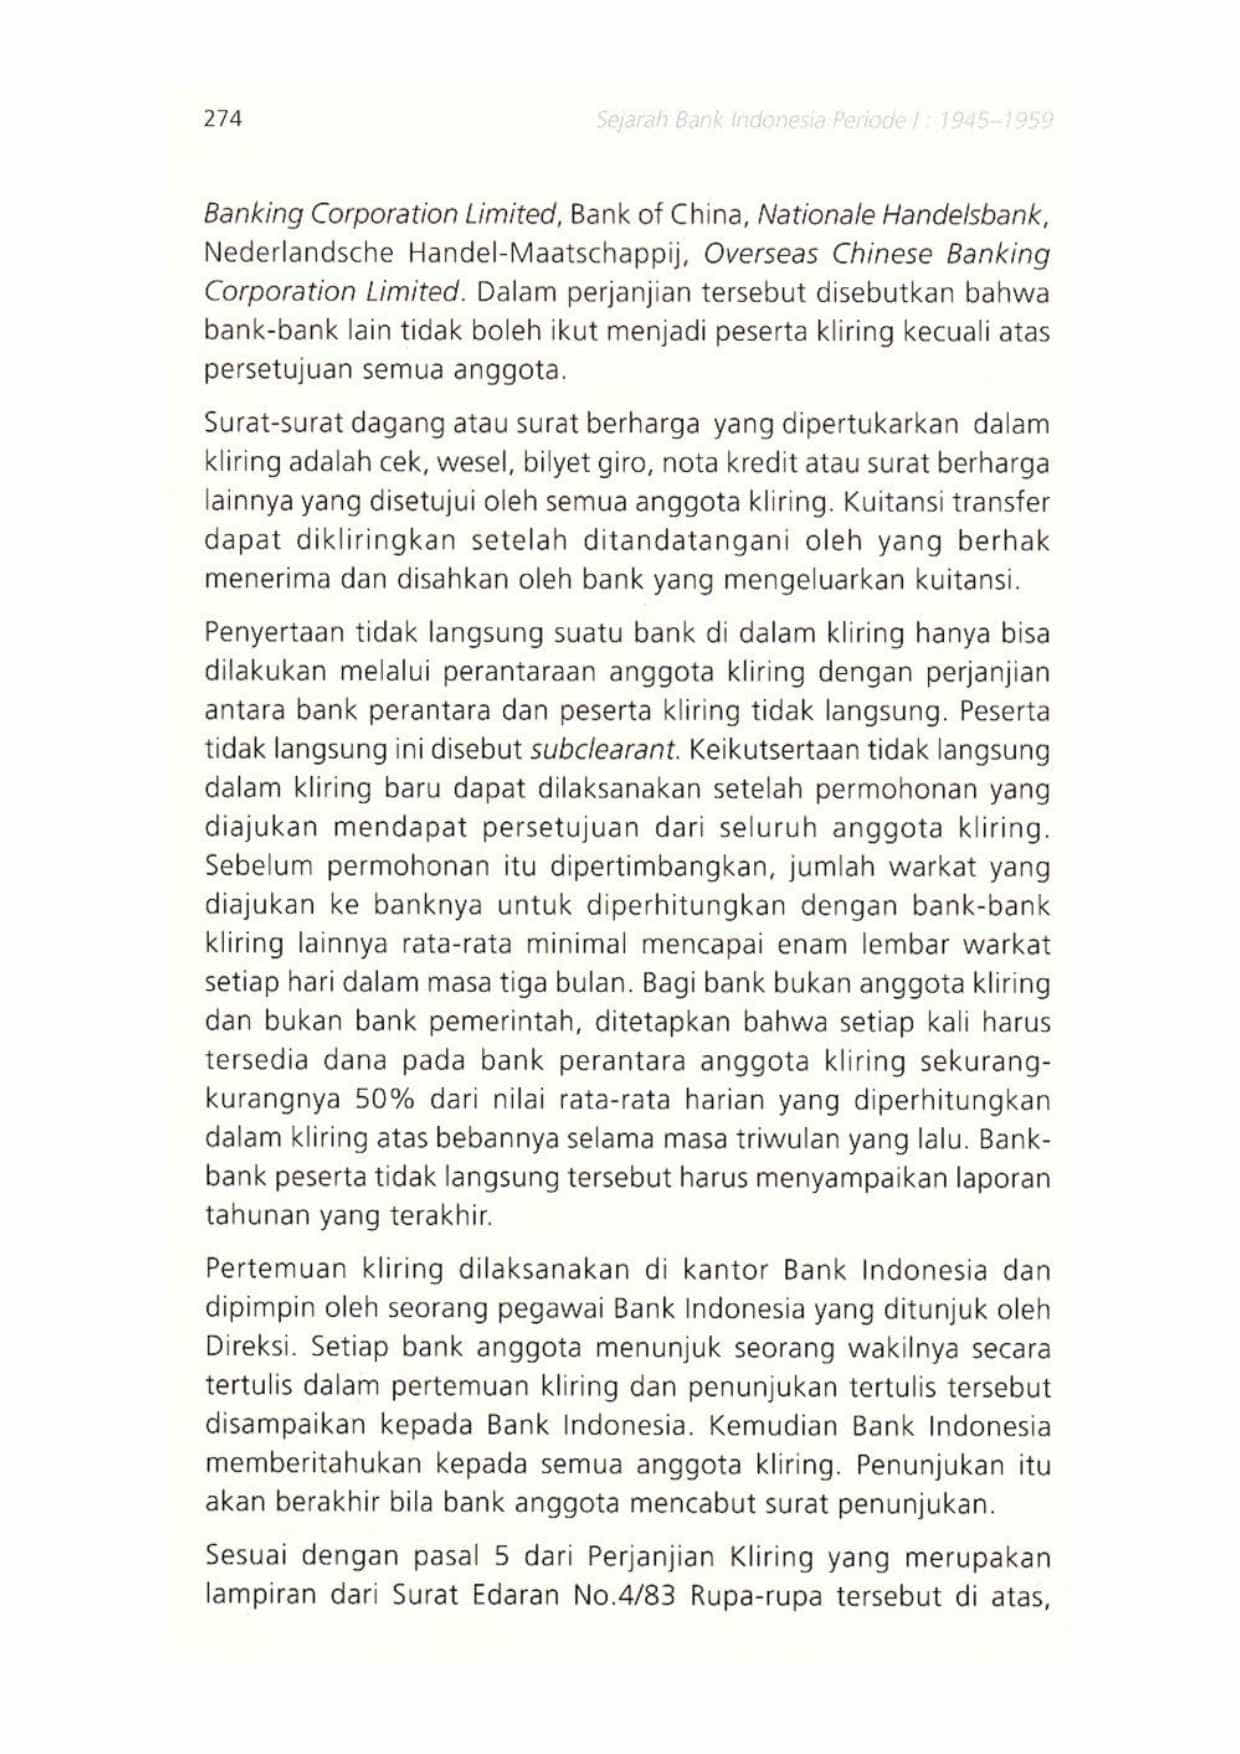 274
Sejarah Bank Indonesia Periode I : 1945–1959
Banking Corporation Limited, Bank of China, Nationale Handelsbank,
Nederlandsche Handel-Maatschappij, Overseas Chinese Banking
Corporation Limited. Dalam perjanjian tersebut disebutkan bahwa
bank-bank lain tidak boleh ikut menjadi peserta kliring kecuali atas
persetujuan semua anggota.
Surat-surat dagang atau surat berharga yang dipertukarkan dalam
kliring adalah cek, wesel, bilyet giro, nota kredit atau surat berharga
lainnya yang disetujui oleh semua anggota kliring. Kuitansi transfer
dapat dikliringkan setelah ditandatangani oleh yang berhak
menerima dan disahkan oleh bank yang mengeluarkan kuitansi.
Penyertaan tidak langsung suatu bank di dalam kliring hanya bisa
dilakukan melalui perantaraan anggota kliring dengan perjanjian
antara bank perantara dan peserta kliring tidak langsung. Peserta
tidak langsung ini disebut subclearant. Keikutsertaan tidak langsung
dalam kliring baru dapat dilaksanakan setelah permohonan yang
diajukan mendapat persetujuan dari seluruh anggota kliring.
Sebelum permohonan itu dipertimbangkan, jumlah warkat yang
diajukan ke banknya untuk diperhitungkan dengan bank-bank
kliring lainnya rata-rata minimal mencapai enam lembar warkat
setiap hari dalam masa tiga bulan. Bagi bank bukan anggota kliring
dan bukan bank pemerintah, ditetapkan bahwa setiap kali harus
tersedia dana pada bank perantara anggota kliring sekurang-
kurangnya 50% dari nilai rata-rata harian yang diperhitungkan
dalam kliring atas bebannya selama masa triwulan yang lalu. Bank-
bank peserta tidak langsung tersebut harus menyampaikan laporan
tahunan yang terakhir.
Pertemuan kliring dilaksanakan di kantor Bank Indonesia dan
dipimpin oleh seorang pegawai Bank Indonesia yang ditunjuk oleh
Direksi. Setiap bank anggota menunjuk seorang wakilnya secara
tertulis dalam pertemuan kliring dan penunjukan tertulis tersebut
disampaikan kepada Bank Indonesia. Kemudian Bank Indonesia
memberitahukan kepada semua anggota kliring. Penunjukan itu
akan berakhir bila bank anggota mencabut surat penunjukan.
Sesuai dengan pasal 5 dari Perjanjian Kliring yang merupakan
lampiran dari Surat Edaran No.4/83 Rupa-rupa tersebut di atas,